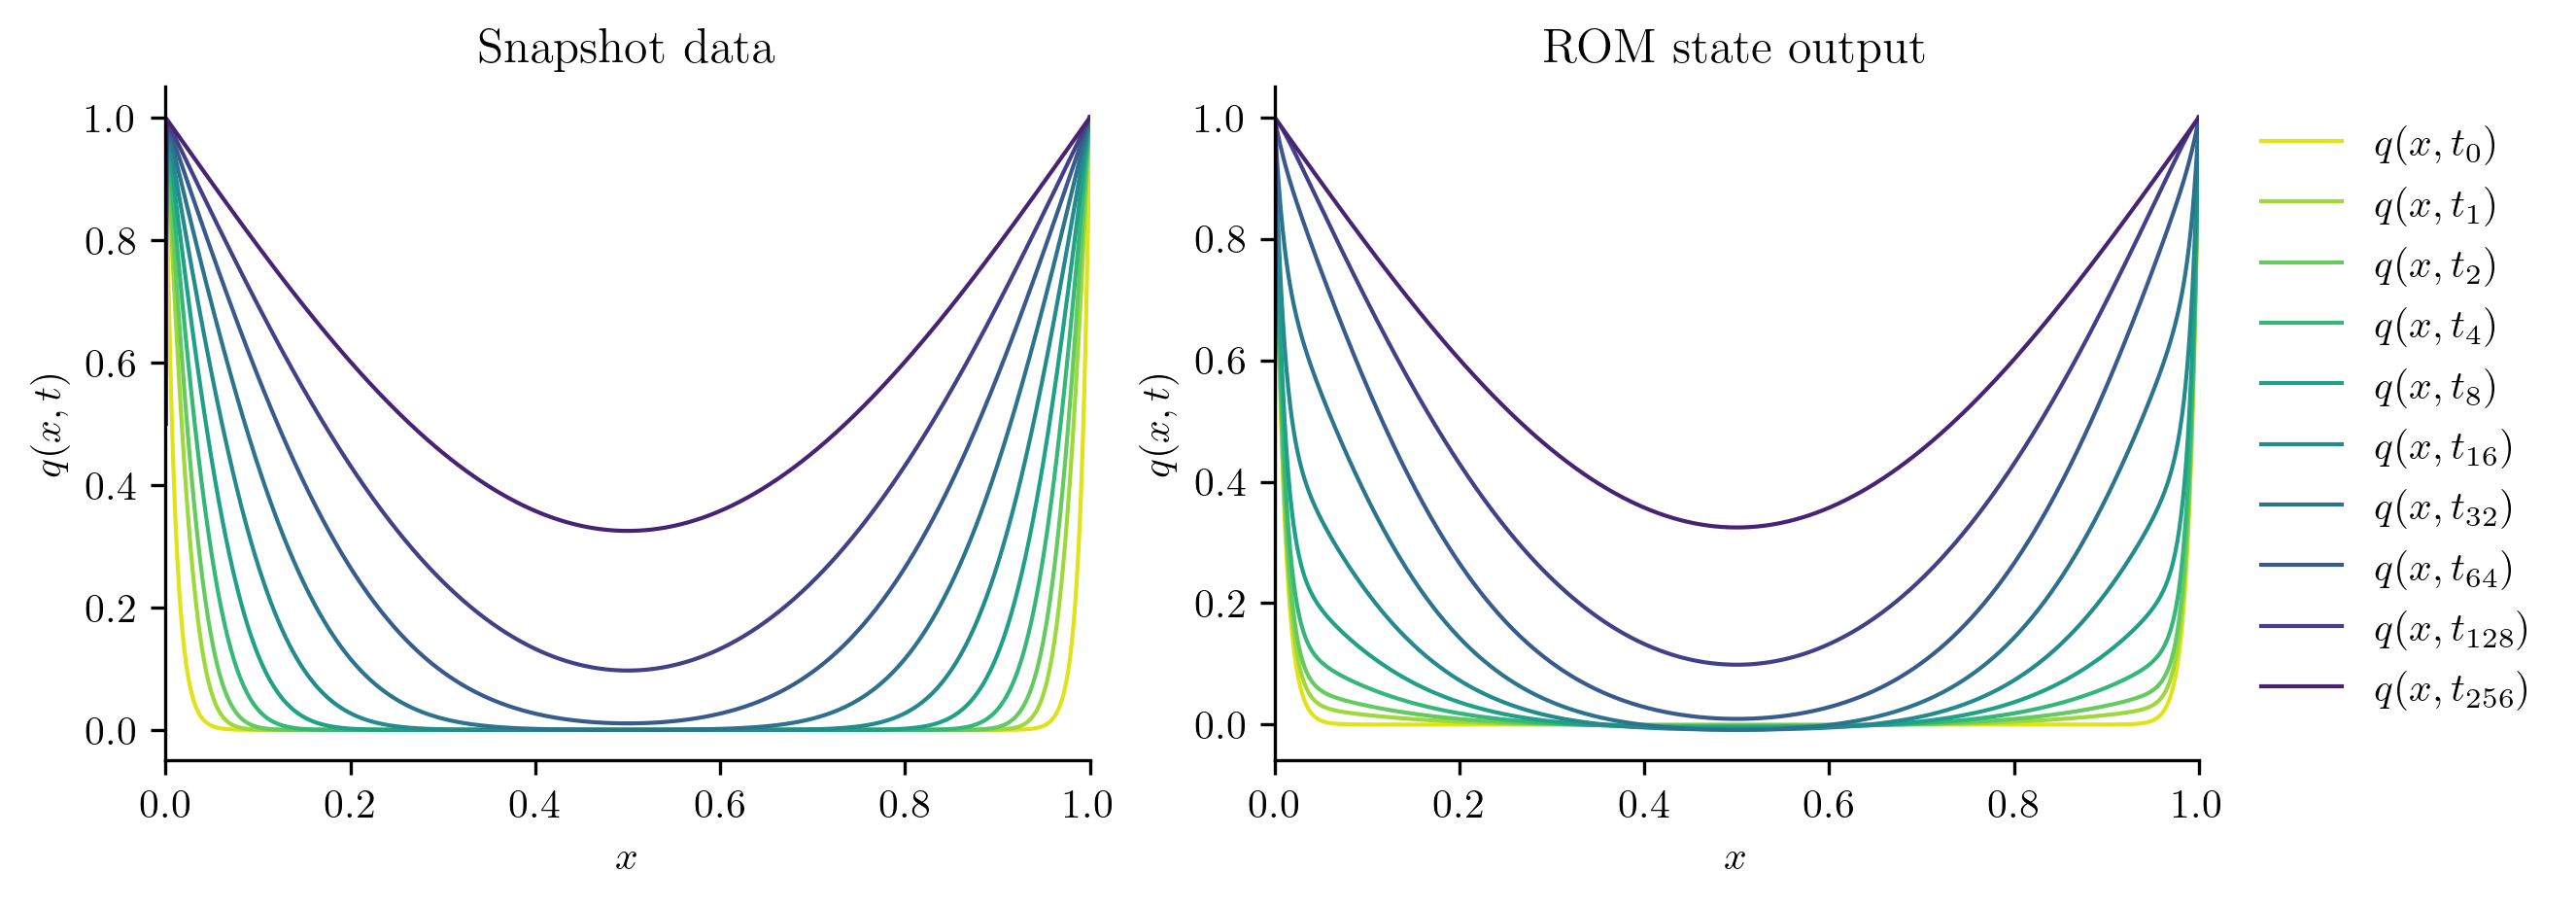 Snapshot data
1.0
0.8
0.6
0.4
0.2
0.0
q(x, t)
0.0 0.2 0.4 0.6 0.8 1.0
x
ROM state output
1.0
0.8
0.6
0.4
0.2
0.0
q(x, t)
0.0 0.2 0.4 0.6 0.8 1.0
x
q(x, t₀)
q(x, t₁)
q(x, t₂)
q(x, t₄)
q(x, t₈)
q(x, t₁₆)
q(x, t₃₂)
q(x, t₆₄)
q(x, t₁₂₈)
q(x, t₂₅₆)